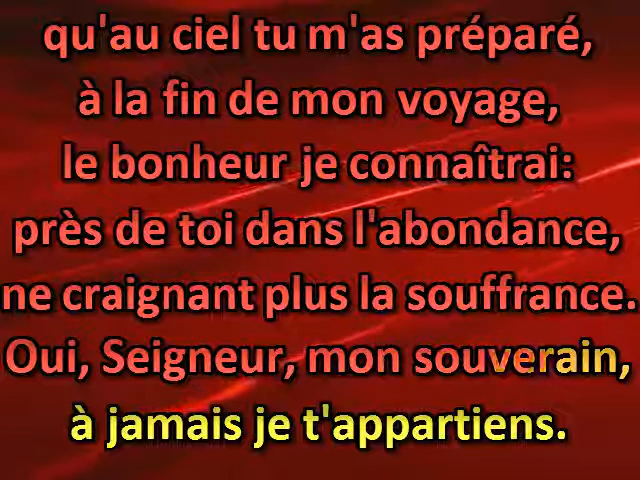 qu'au ciel tu m'as préparé,
à la fin de mon voyage,
le bonheur je connaîtrai:
près de toi dans l'abondance,
ne craignant plus la souffrance.
Oui, Seigneur, mon souverain,
à jamais je t'appartiens.